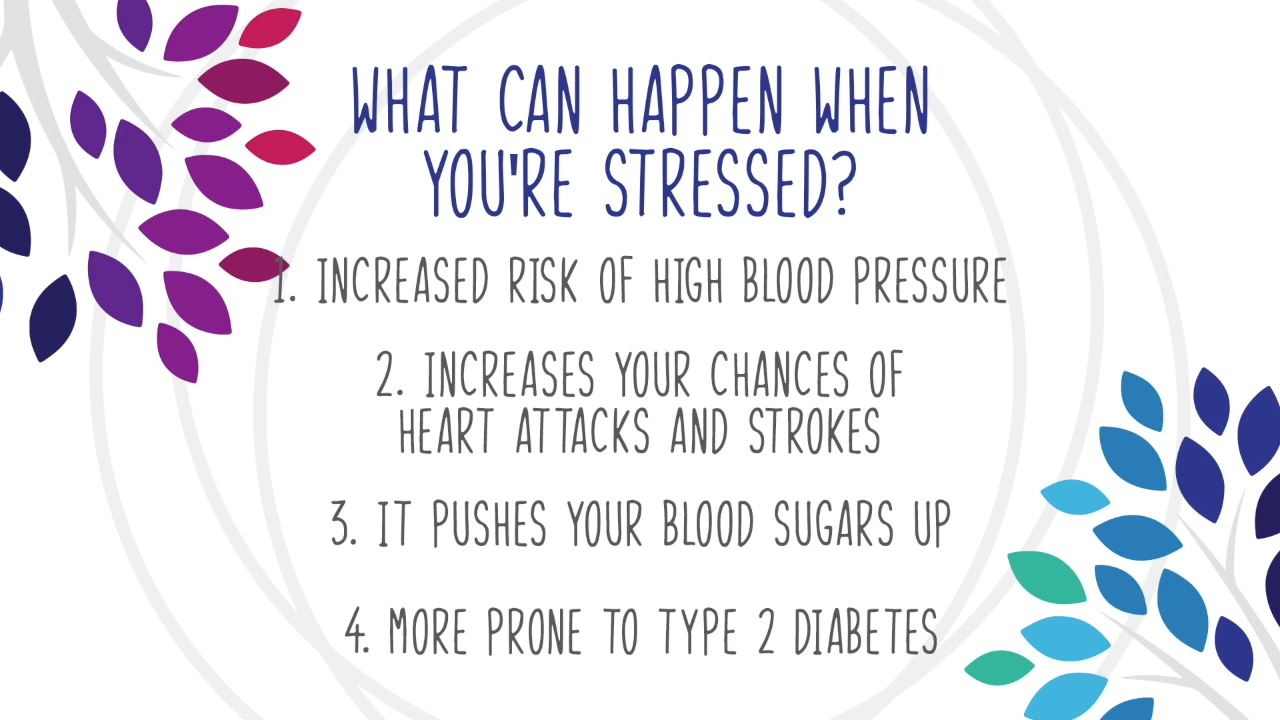 WHAT CAN HAPPEN WHEN
YOU'RE STRESSED?
1. INCREASED RISK OF HIGH BLOOD PRESSURE
2. INCREASES YOUR CHANCES OF
HEART ATTACKS AND STROKES
3. IT PUSHES YOUR BLOOD SUGARS UP
4. MORE PRONE TO TYPE 2 DIABETES